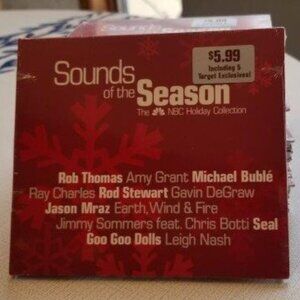 $5.99
Including 5
Target Exclusives!
Sounds
of the Season
The NBC Holiday Collection
Rob Thomas Amy Grant Michael Bublé
Ray Charles Rod Stewart Gavin DeGraw
Jason Mraz Earth, Wind & Fire
Jimmy Sommers feat. Chris Botti Seal
Goo Goo Dolls Leigh Nash